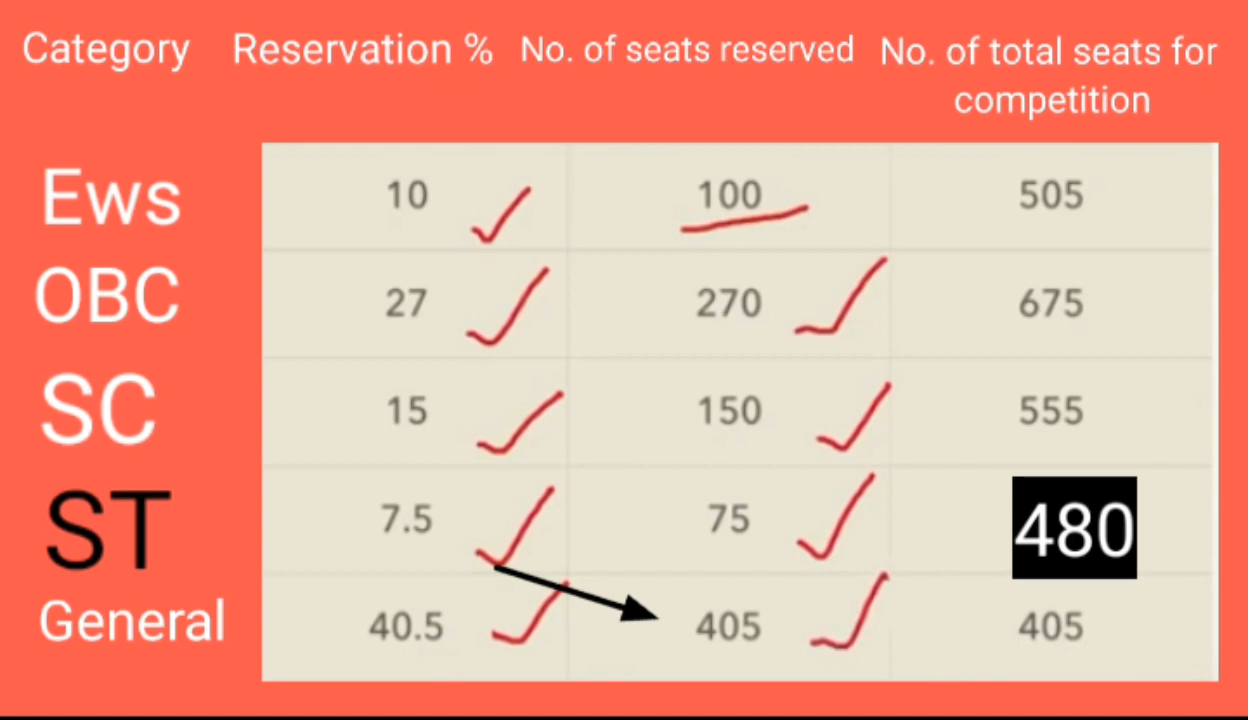 Category Reservation % No. of seats reserved No. of total seats for
competition
Ews 10 100 505
OBC 27 270 675
SC 15 150 555
ST 7.5 75 480
General 40.5 405 405